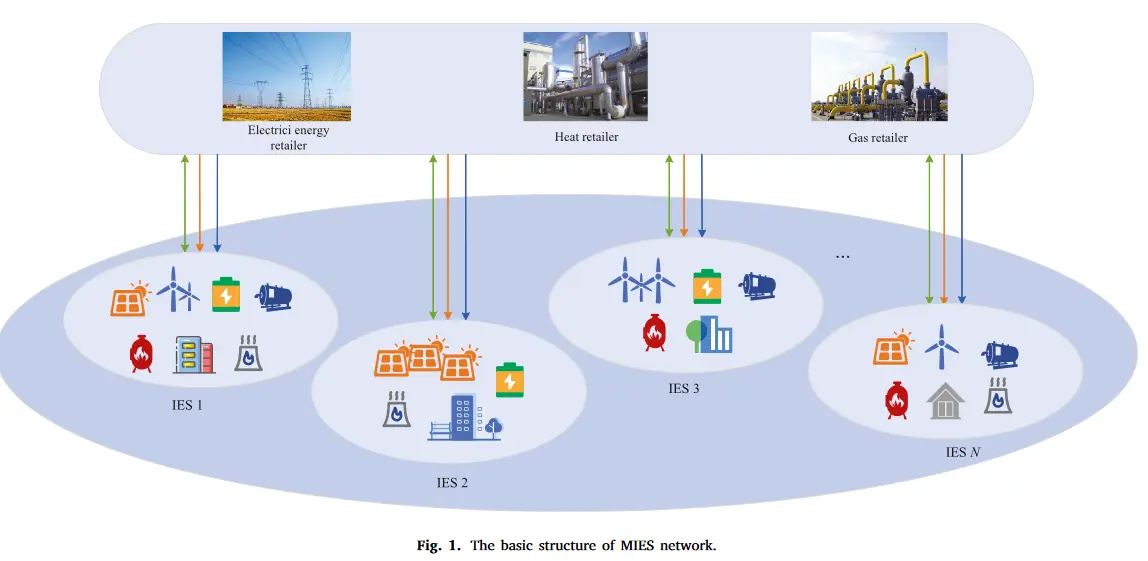 Electrici energy
retailer
Heat retailer
Gas retailer
...
IES 1
IES 2
IES 3
IES N
Fig. 1. The basic structure of MIES network.